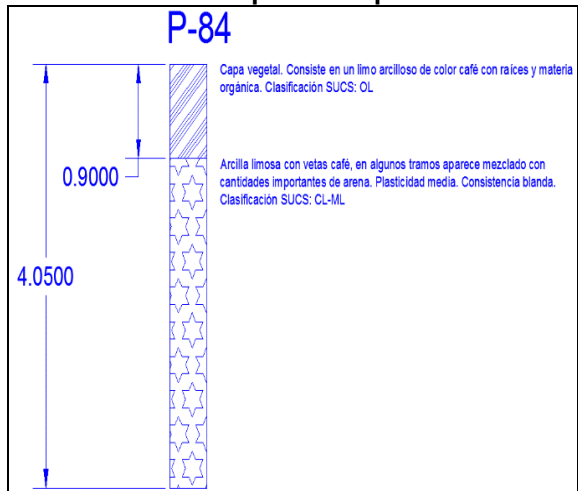 P-84
Capa vegetal. Consiste en un limo arcilloso de color café con raíces y materia
orgánica. Clasificación SUCS: OL
0.9000
Arcilla limosa con vetas café, en algunos tramos aparece mezclado con
cantidades importantes de arena. Plasticidad media. Consistencia blanda.
Clasificación SUCS: CL-ML
4.0500